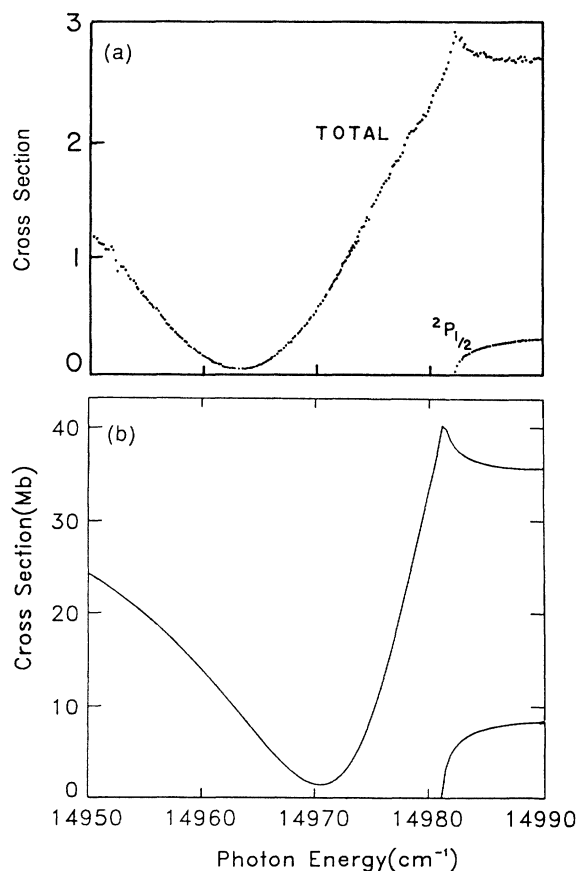 3
(a)
Cross Section
2
TOTAL
1
²P₁/₂
0
40
(b)
Cross Section(Mb)
30
20
10
0
14950
14960
14970
14980
14990
Photon Energy(cm⁻¹)